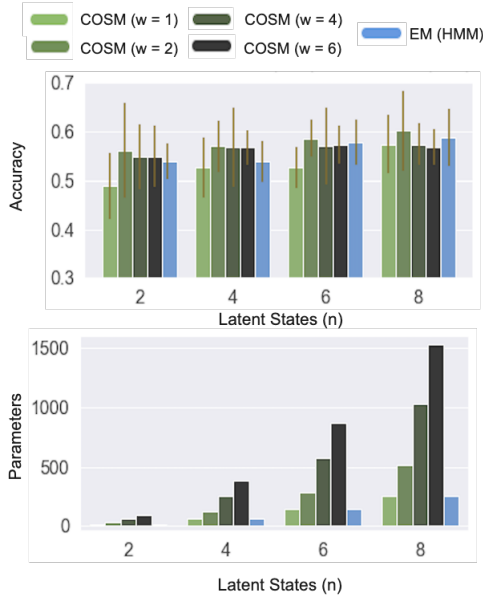 COSM (w = 1) COSM (w = 4) EM (HMM)
COSM (w = 2) COSM (w = 6)
0.7
0.6
0.5
0.4
0.3
Accuracy
2 4 6 8
Latent States (n)
1500
1000
500
0
Parameters
2 4 6 8
Latent States (n)